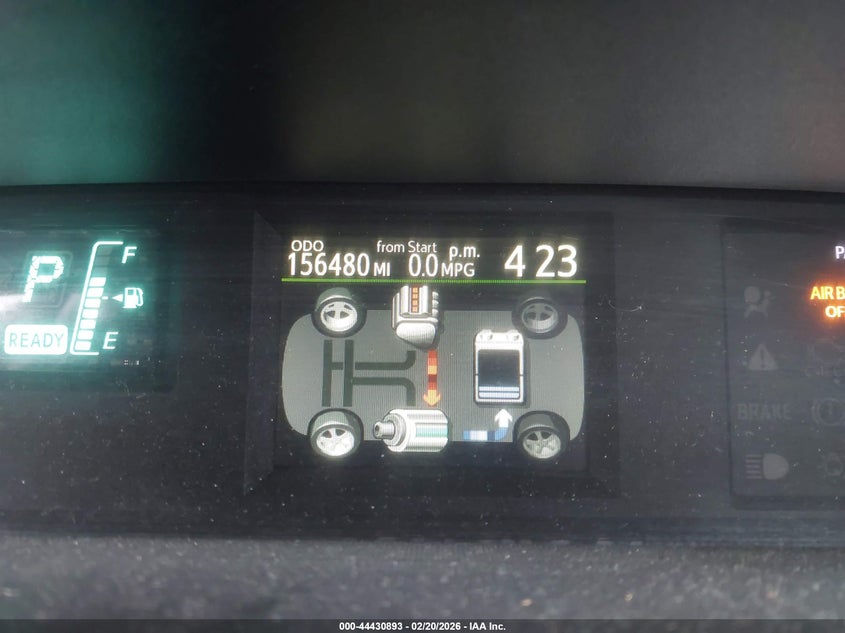 ODO from Start p.m. 4 23
156480 MI 0.0 MPG
P F
READY E
AIR B
OF
BRAKE
000-44430893 - 02/20/2026 - IAA Inc.